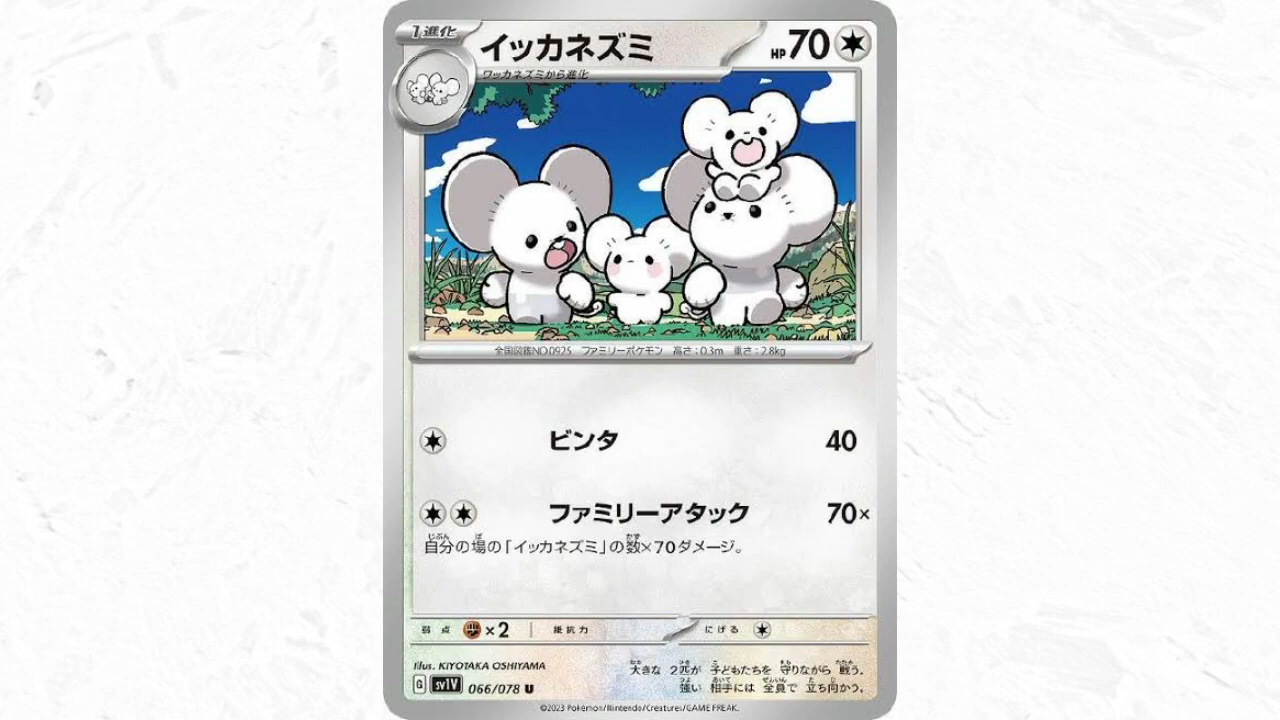 1進化
イッカネズミ
HP 70
ワッカネズミから進化
全国図鑑NO.0925 ファミリーポケモン 高さ:0.3m 重さ:2.8kg
ビンタ 40
ファミリーアタック 70×
自分の場の「イッカネズミ」の数×70ダメージ。
弱点 ×2 抵抗力 にげる
Illus. KIYOTAKA OSHIYAMA
大きな 2匹が 子どもたちを 守りながら 戦う。
強い 相手には 全員で 立ち向かう。
G sv1V 066/078 U
©2023 Pokémon/Nintendo/Creatures/GAME FREAK.